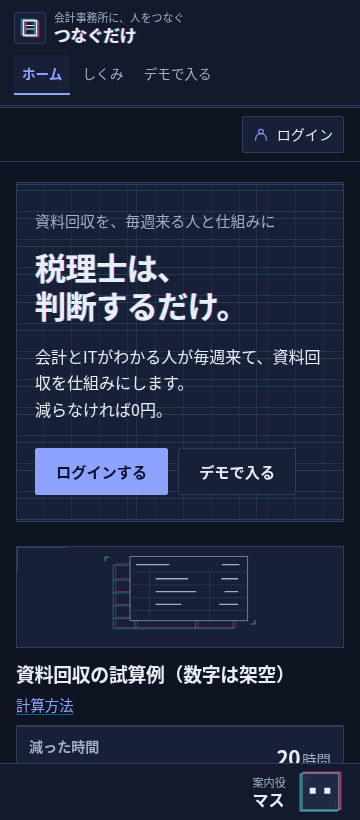 会計事務所に、人をつなぐ
つなぐだけ
ホーム しくみ デモで入る
ログイン
資料回収を、毎週来る人と仕組みに
税理士は、
判断するだけ。
会計とITがわかる人が毎週来て、資料回
収を仕組みにします。
減らなければ0円。
ログインする デモで入る
資料回収の試算例（数字は架空）
計算方法
減った時間
20時間
案内役
マス